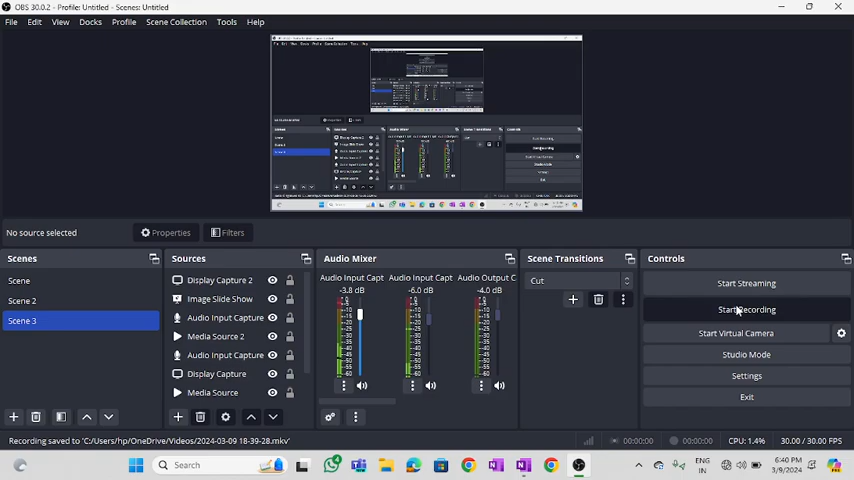 OBS 30.0.2 - Profile: Untitled - Scenes: Untitled
File Edit View Docks Profile Scene Collection Tools Help
No source selected
Properties
Filters
Scenes
Scene
Scene 2
Scene 3
Sources
Display Capture 2
Image Slide Show
Audio Input Capture
Media Source 2
Audio Input Capture
Display Capture
Media Source
Audio Mixer
Audio Input Capt Audio Input Capt Audio Output C
-3.8 dB -6.0 dB -4.0 dB
Scene Transitions
Cut
Controls
Start Streaming
Start Recording
Start Virtual Camera
Studio Mode
Settings
Exit
Recording saved to 'C:/Users/hp/OneDrive/Videos/2024-03-09 18-39-28.mkv'
00:00:00 00:00:00 CPU: 1.4% 30.00 / 30.00 FPS
Search
ENG
IN
6:40 PM
3/9/2024